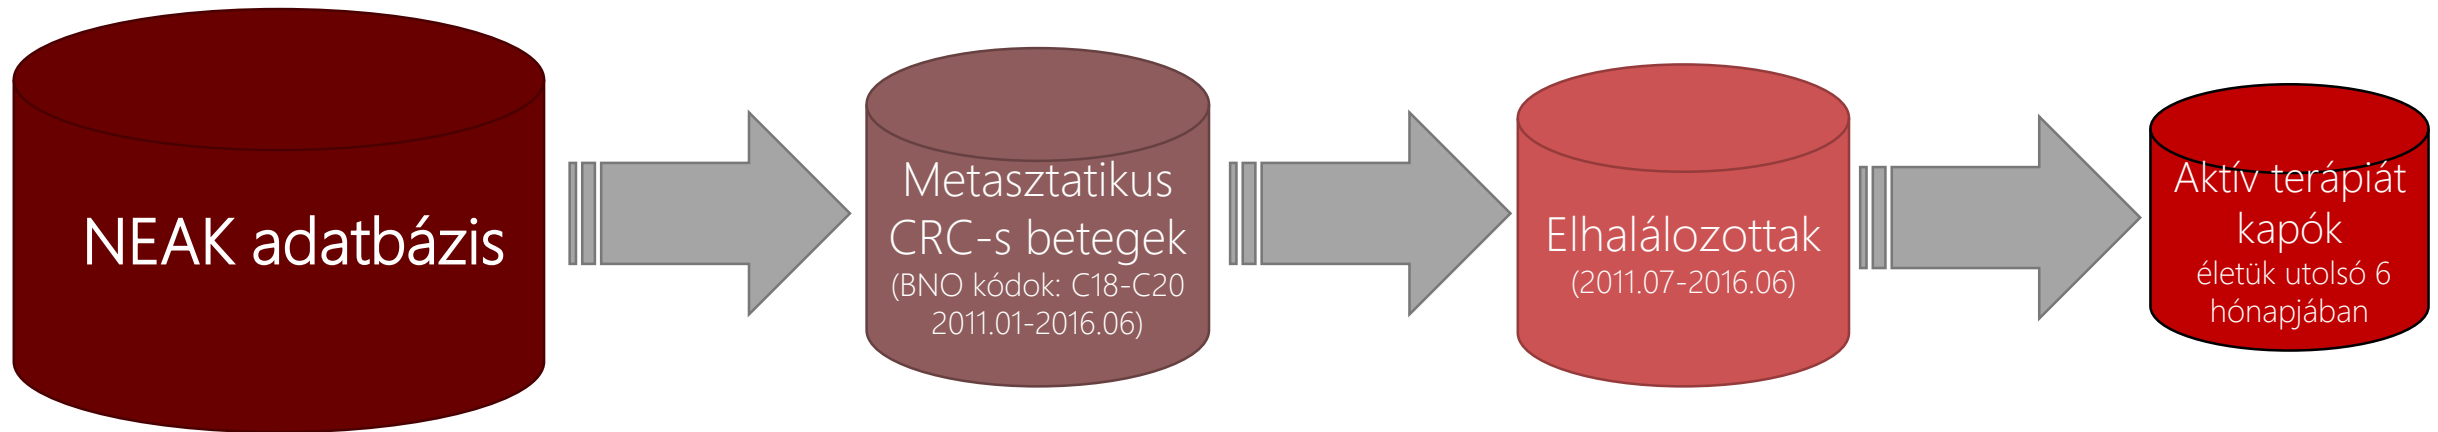 NEAK adatbázis
Metasztatikus
CRC-s betegek
(BNO kódok: C18-C20
2011.01-2016.06)
Elhalálozottak
(2011.07-2016.06)
Aktív terápiát
kapók
életük utolsó 6
hónapjában